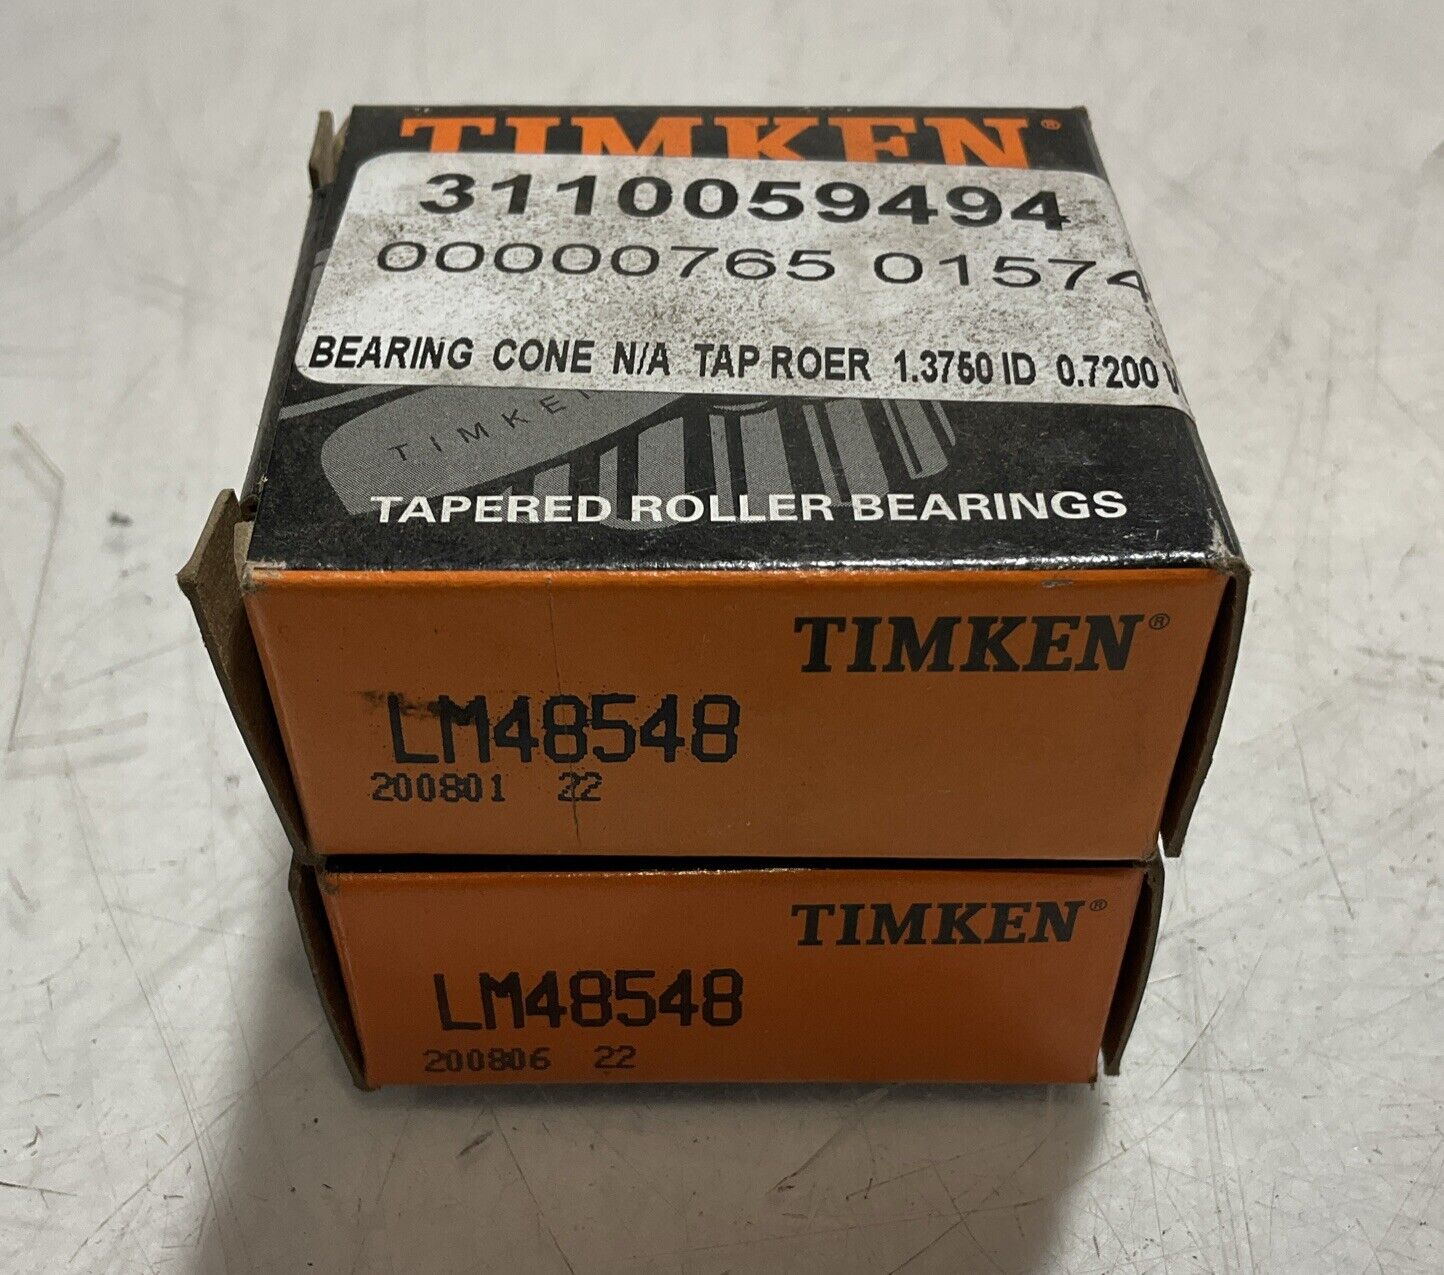 TIMKEN®
3110059494
00000765 01574
BEARING CONE N/A TAP ROER 1.3750 ID 0.7200
TIMKEN
TAPERED ROLLER BEARINGS
TIMKEN®
LM48548
200801 22
TIMKEN®
LM48548
200806 22